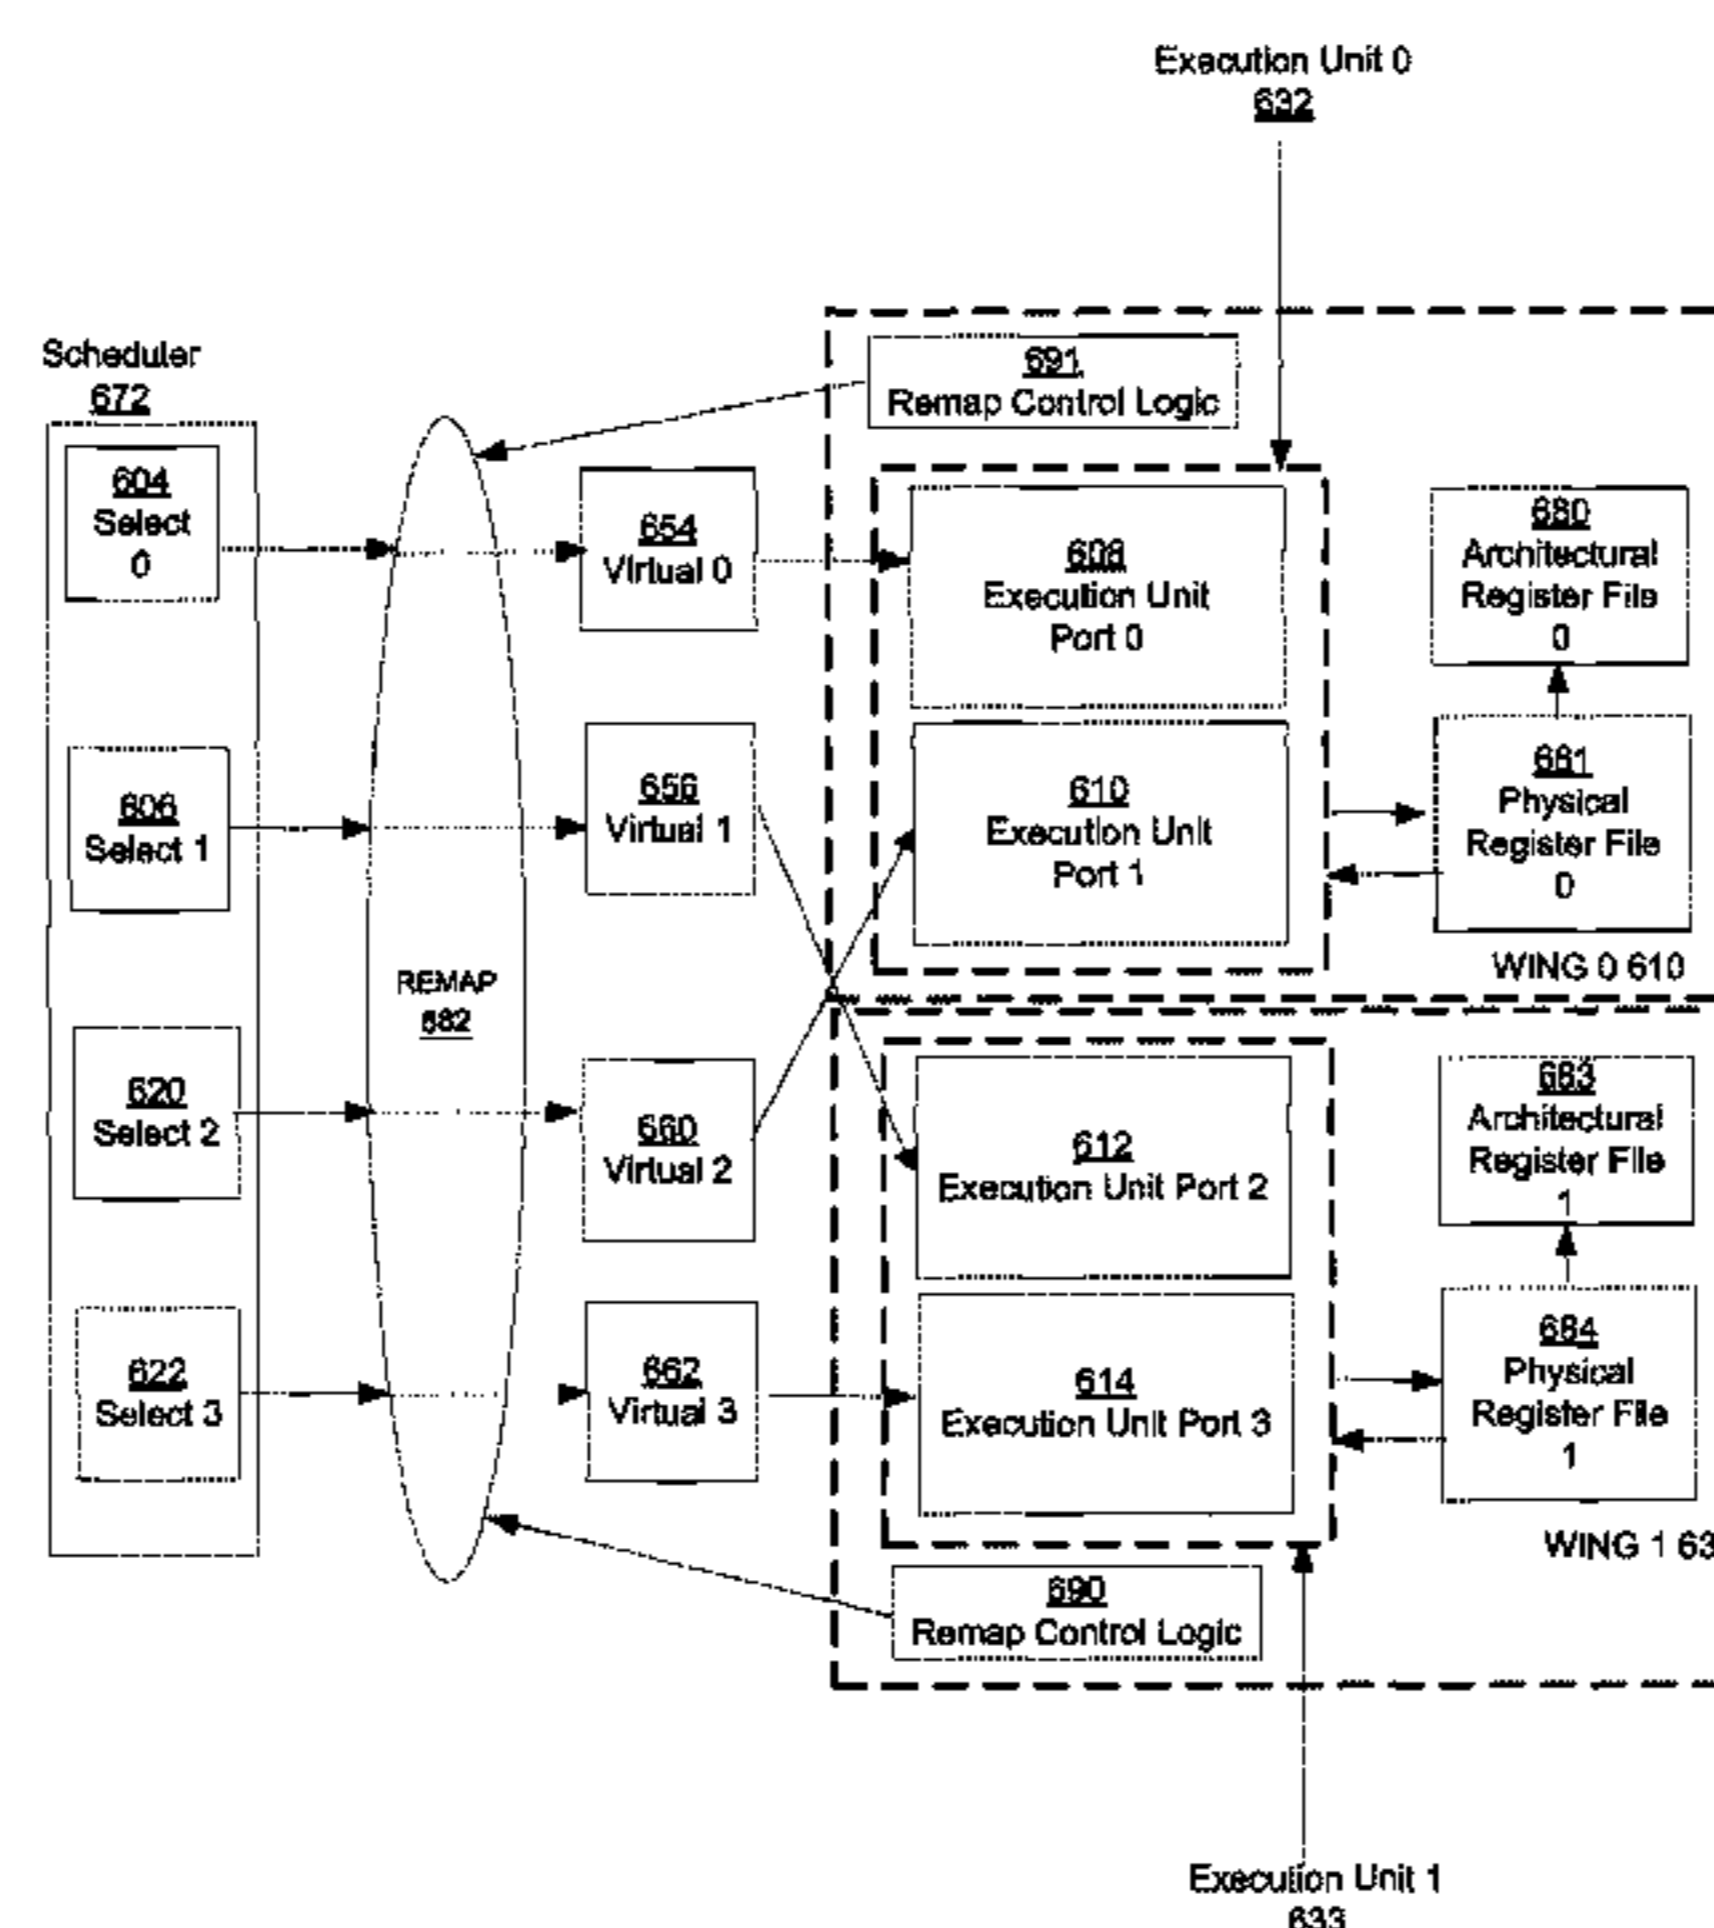 Execution Unit 0
632
Scheduler
672
691
Remap Control Logic
604
Select
0
654
Virtual 0
608
Execution Unit
Port 0
680
Architectural
Register File
0
606
Select 1
656
Virtual 1
610
Execution Unit
Port 1
681
Physical
Register File
0
WING 0 610
REMAP
682
620
Select 2
660
Virtual 2
612
Execution Unit Port 2
683
Architectural
Register File
1
622
Select 3
662
Virtual 3
614
Execution Unit Port 3
684
Physical
Register File
1
WING 1 63
690
Remap Control Logic
Execution Unit 1
633